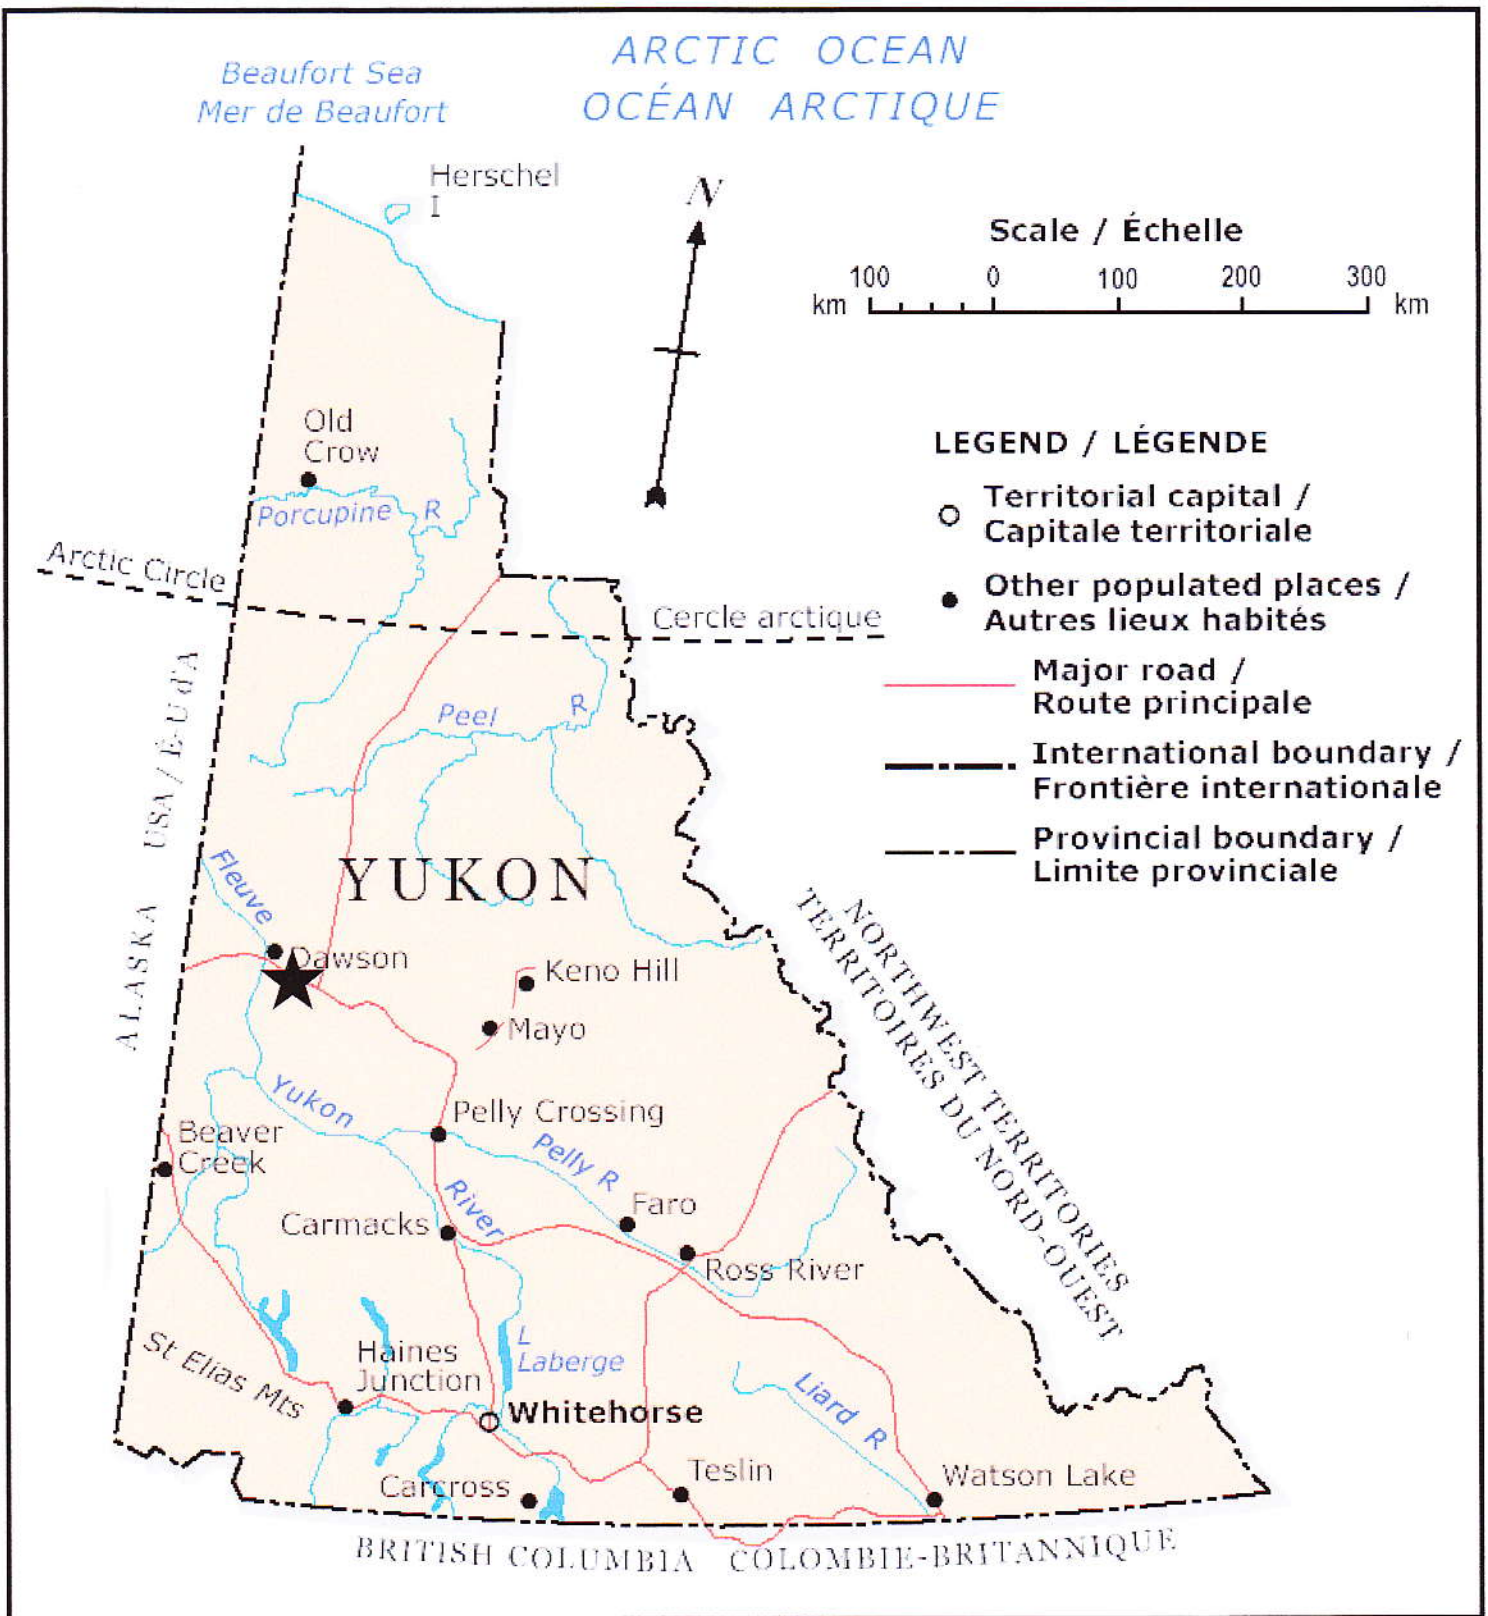 ARCTIC OCEAN
OCÉAN ARCTIQUE
Beaufort Sea
Mer de Beaufort
Herschel
I
N
Scale / Échelle
100 0 100 200 300
km km
Old
Crow
Porcupine R
Arctic Circle
Cercle arctique
LEGEND / LÉGENDE
Territorial capital /
Capitale territoriale
Other populated places /
Autres lieux habités
Major road /
Route principale
International boundary /
Frontière internationale
Provincial boundary /
Limite provinciale
Peel R
ALASKA USA / É-U d'A
YUKON
Fleuve
Dawson
Keno Hill
Mayo
NORTHWEST TERRITORIES
TERRITOIRES DU NORD-OUEST
Yukon
River
Pelly Crossing
Pelly R
Beaver
Creek
Carmacks
Faro
Ross River
St Elias Mts
Haines
Junction
L
Laberge
Whitehorse
Liard R
Carcross
Teslin
Watson Lake
BRITISH COLUMBIA COLOMBIE-BRITANNIQUE